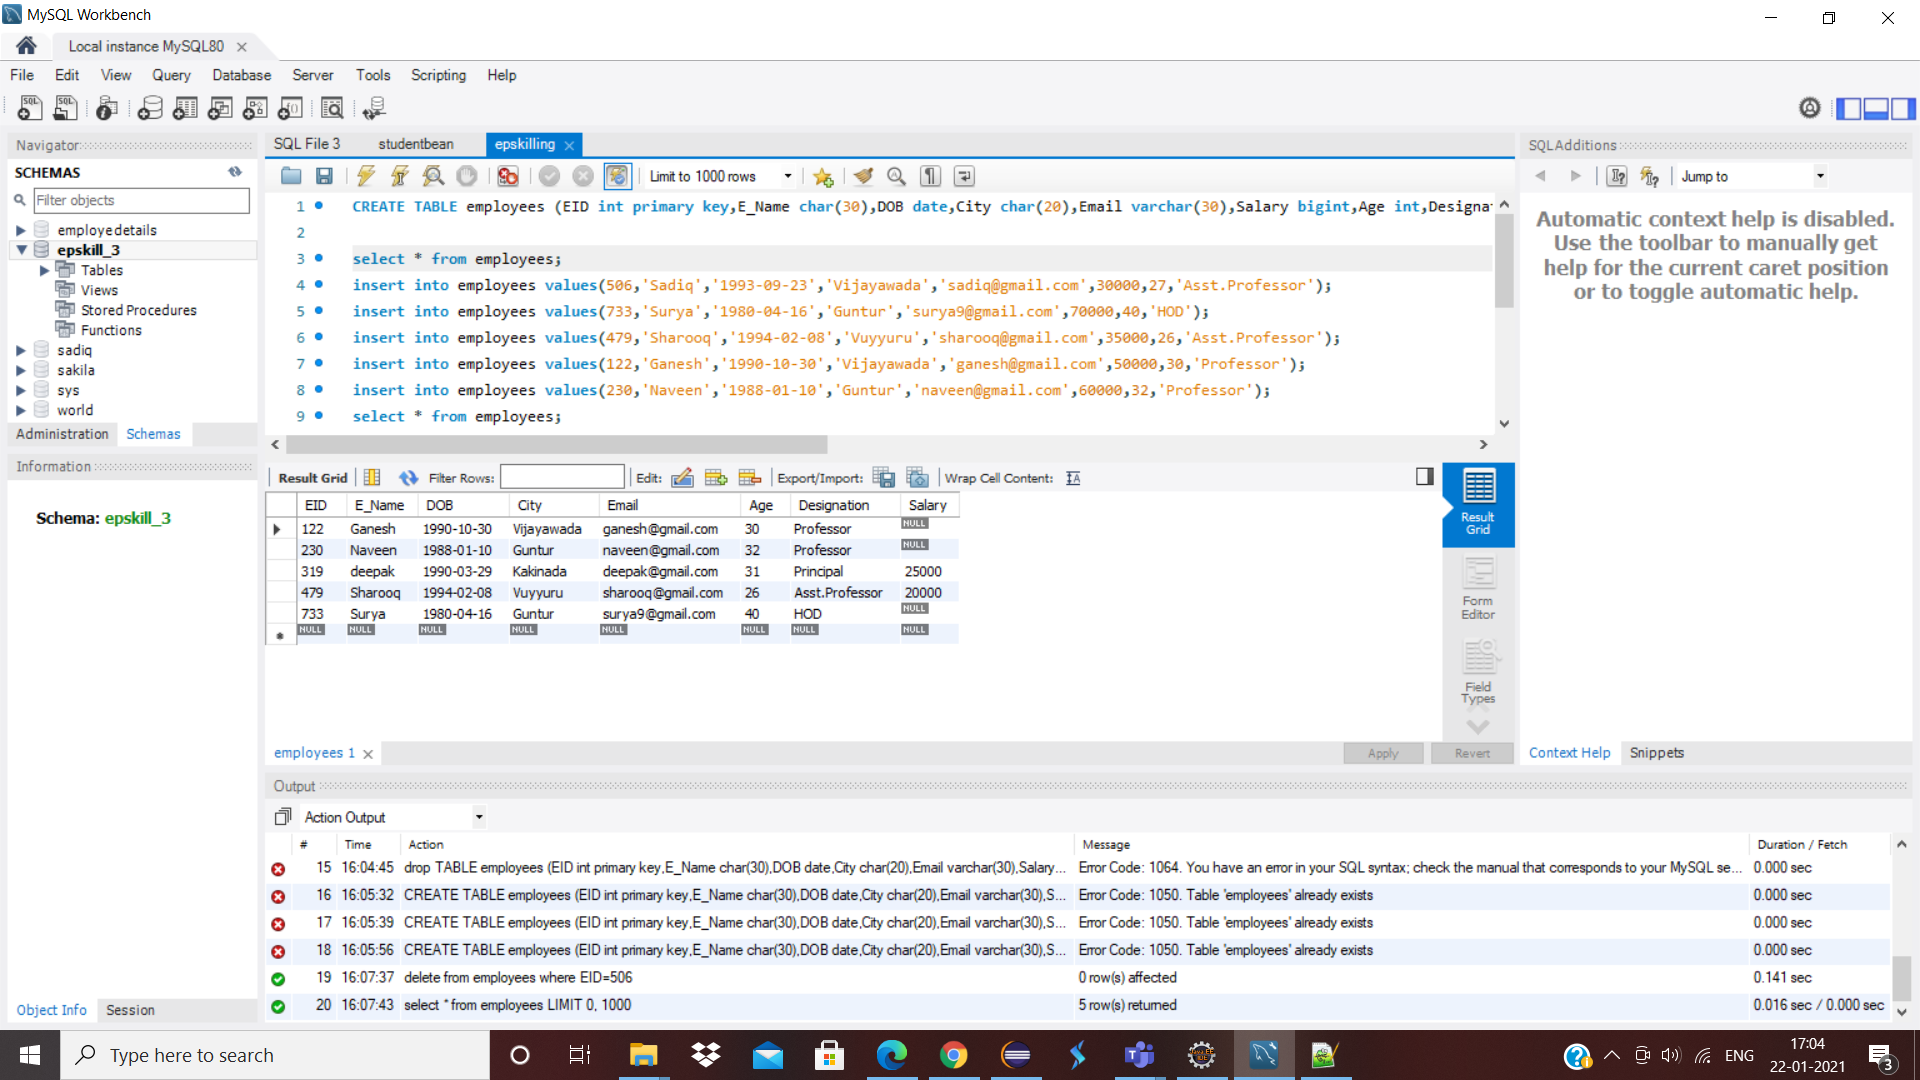 MySQL Workbench
Local instance MySQL80
File Edit View Query Database Server Tools Scripting Help
Navigator
SCHEMAS
Filter objects
employedetails
epskill_3
Tables
Views
Stored Procedures
Functions
sadiq
sakila
sys
world
Administration Schemas
Information
Schema: epskill_3
Object Info Session
SQL File 3 studentbean epskilling
Limit to 1000 rows
1 CREATE TABLE employees (EID int primary key,E_Name char(30),DOB date,City char(20),Email varchar(30),Salary bigint,Age int,Designat
2
3 select * from employees;
4 insert into employees values(506,'Sadiq','1993-09-23','Vijayawada','sadiq@gmail.com',30000,27,'Asst.Professor');
5 insert into employees values(733,'Surya','1980-04-16','Guntur','surya9@gmail.com',70000,40,'HOD');
6 insert into employees values(479,'Sharooq','1994-02-08','Vuyyuru','sharooq@gmail.com',35000,26,'Asst.Professor');
7 insert into employees values(122,'Ganesh','1990-10-30','Vijayawada','ganesh@gmail.com',50000,30,'Professor');
8 insert into employees values(230,'Naveen','1988-01-10','Guntur','naveen@gmail.com',60000,32,'Professor');
9 select * from employees;
Result Grid Filter Rows: Edit: Export/Import: Wrap Cell Content:
EID E_Name DOB City Email Age Designation Salary
122 Ganesh 1990-10-30 Vijayawada ganesh@gmail.com 30 Professor NULL
230 Naveen 1988-01-10 Guntur naveen@gmail.com 32 Professor NULL
319 deepak 1990-03-29 Kakinada deepak@gmail.com 31 Principal 25000
479 Sharooq 1994-02-08 Vuyyuru sharooq@gmail.com 26 Asst.Professor 20000
733 Surya 1980-04-16 Guntur surya9@gmail.com 40 HOD NULL
NULL NULL NULL NULL NULL NULL NULL NULL
Result
Grid
Form
Editor
Field
Types
employees 1
Apply Revert
SQLAdditions
Jump to
Automatic context help is disabled.
Use the toolbar to manually get
help for the current caret position
or to toggle automatic help.
Context Help Snippets
Output
Action Output
# Time Action Message Duration / Fetch
15 16:04:45 drop TABLE employees (EID int primary key,E_Name char(30),DOB date,City char(20),Email varchar(30),Salary... Error Code: 1064. You have an error in your SQL syntax; check the manual that corresponds to your MySQL se... 0.000 sec
16 16:05:32 CREATE TABLE employees (EID int primary key,E_Name char(30),DOB date,City char(20),Email varchar(30),S... Error Code: 1050. Table 'employees' already exists 0.000 sec
17 16:05:39 CREATE TABLE employees (EID int primary key,E_Name char(30),DOB date,City char(20),Email varchar(30),S... Error Code: 1050. Table 'employees' already exists 0.000 sec
18 16:05:56 CREATE TABLE employees (EID int primary key,E_Name char(30),DOB date,City char(20),Email varchar(30),S... Error Code: 1050. Table 'employees' already exists 0.000 sec
19 16:07:37 delete from employees where EID=506 0 row(s) affected 0.141 sec
20 16:07:43 select * from employees LIMIT 0, 1000 5 row(s) returned 0.016 sec / 0.000 sec
Type here to search
ENG
17:04
22-01-2021
3